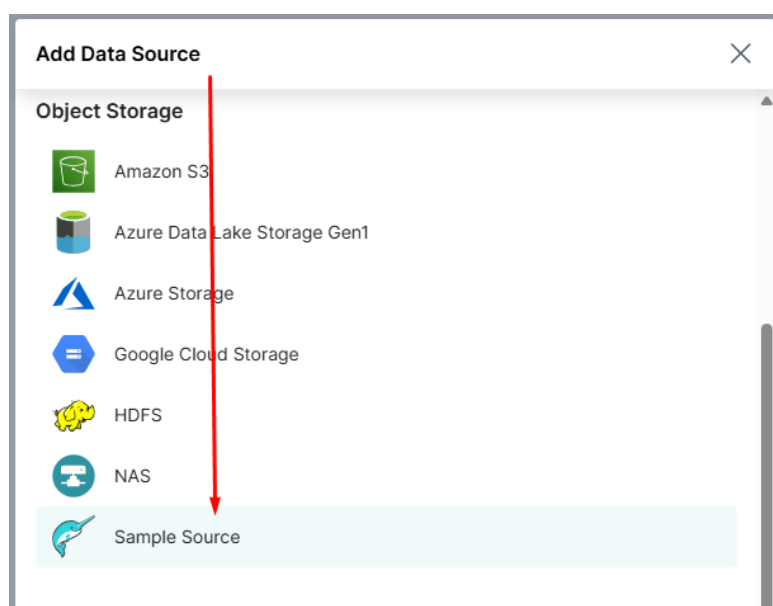 Add Data Source
Object Storage
Amazon S3
Azure Data Lake Storage Gen1
Azure Storage
Google Cloud Storage
HDFS
NAS
Sample Source